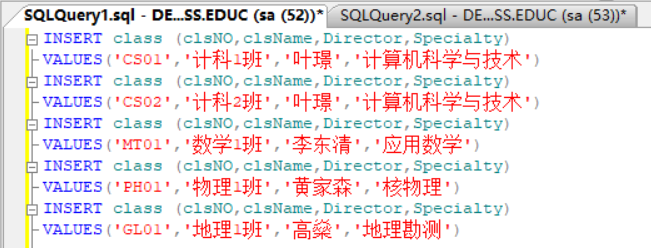 SQLQuery1.sql - DE...SS.EDUC (sa (52))* SQLQuery2.sql - DE...SS.EDUC (sa (53))*
INSERT class (clsNO,clsName,Director,Specialty)
VALUES('CS01','计科1班','叶璟','计算机科学与技术')
INSERT class (clsNO,clsName,Director,Specialty)
VALUES('CS02','计科2班','叶璟','计算机科学与技术')
INSERT class (clsNO,clsName,Director,Specialty)
VALUES('MT01','数学1班','李东清','应用数学')
INSERT class (clsNO,clsName,Director,Specialty)
VALUES('PH01','物理1班','黄家森','核物理')
INSERT class (clsNO,clsName,Director,Specialty)
VALUES('GL01','地理1班','高燊','地理勘测')